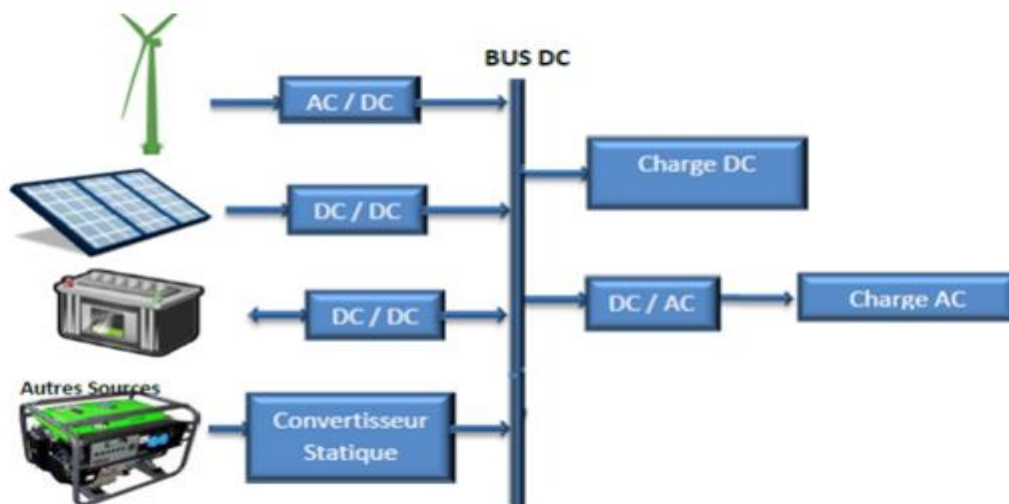 BUS DC
AC / DC
Charge DC
DC / DC
DC / DC
DC / AC
Charge AC
Autres Sources
Convertisseur
Statique